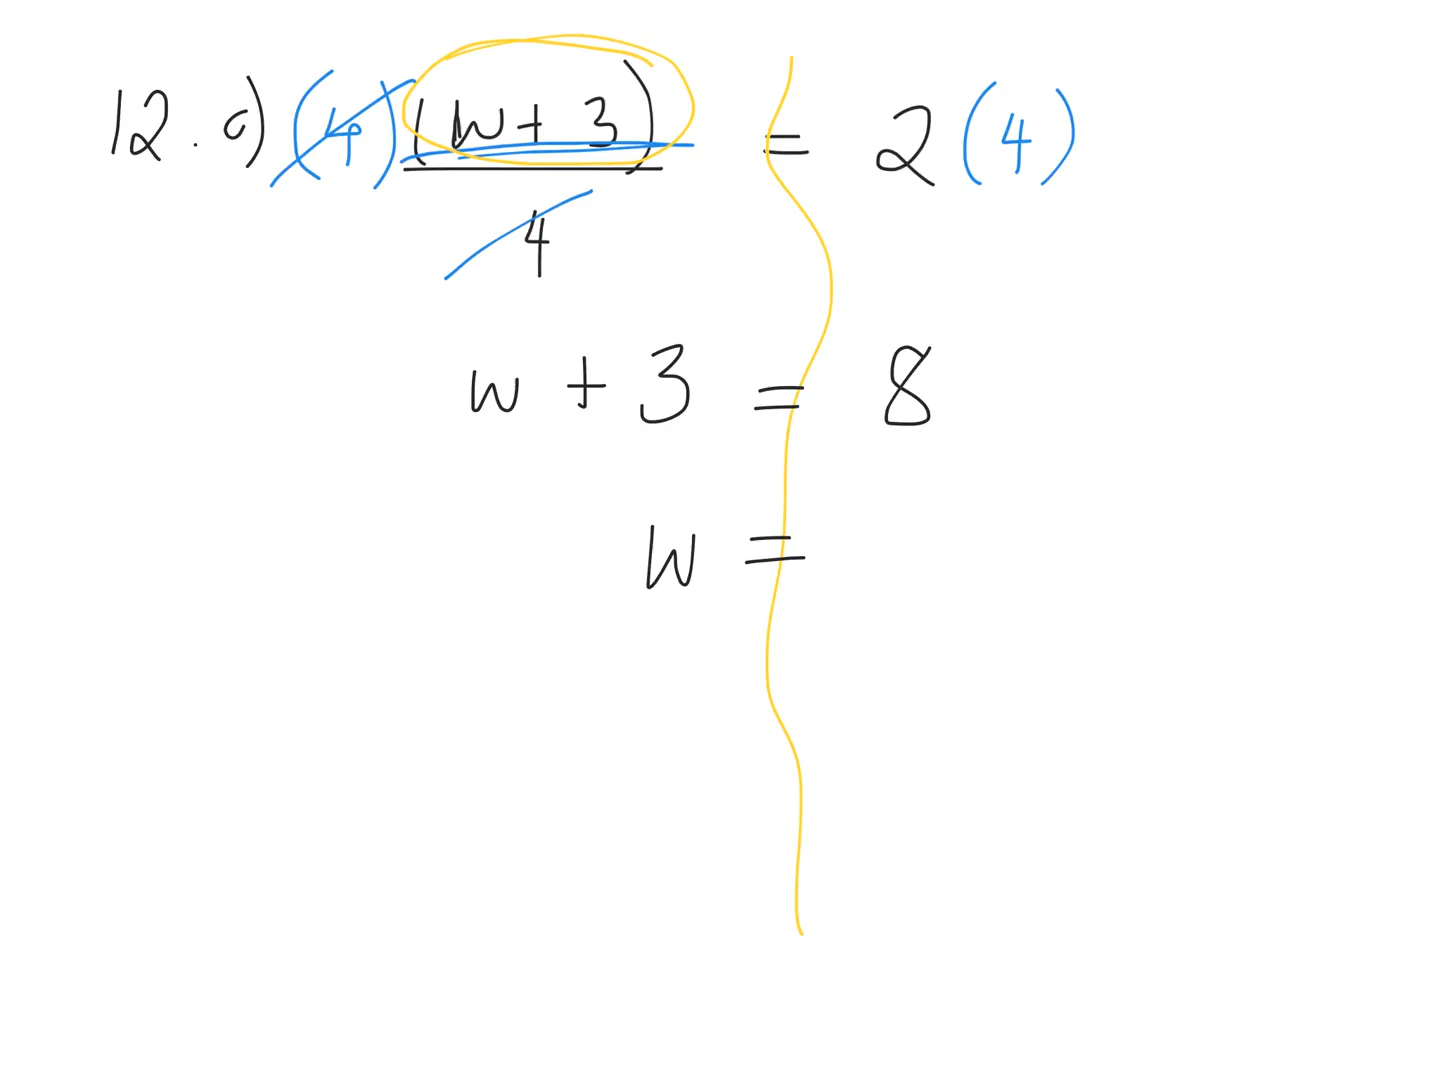 12. a) (4) (w + 3) = 2 (4)
4
w + 3 = 8
w =